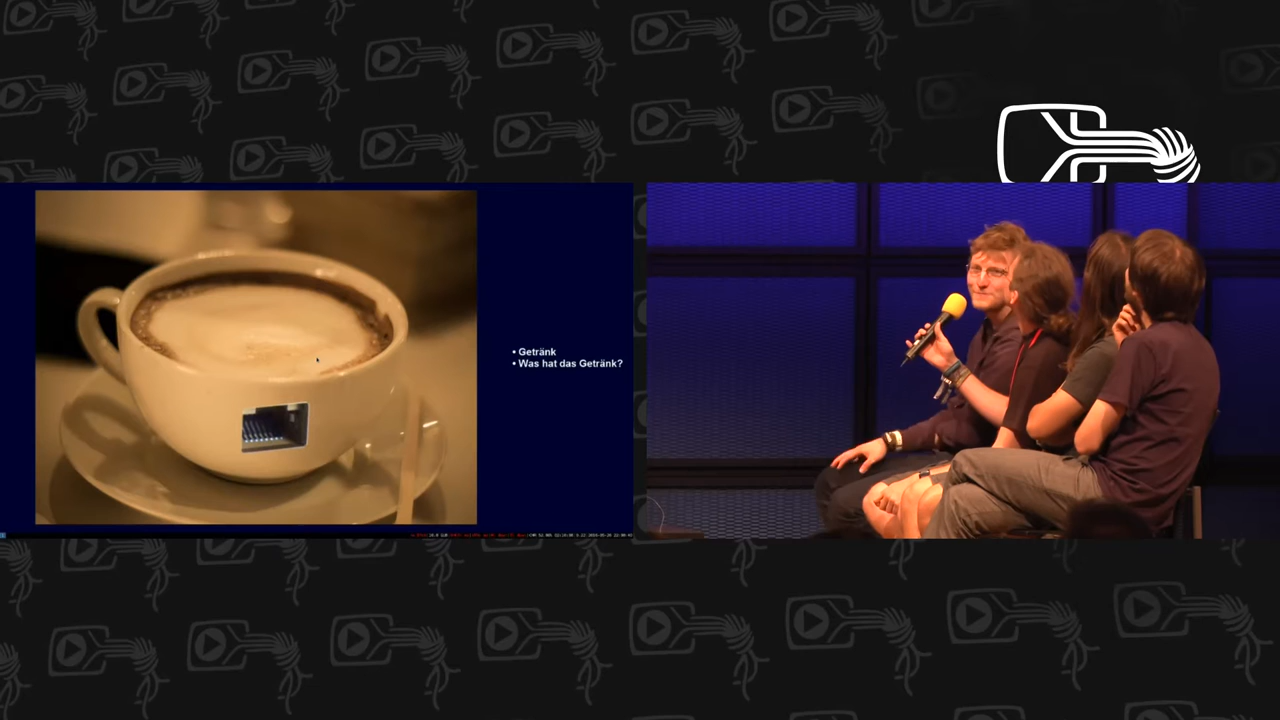 • Getränk
• Was hat das Getränk?